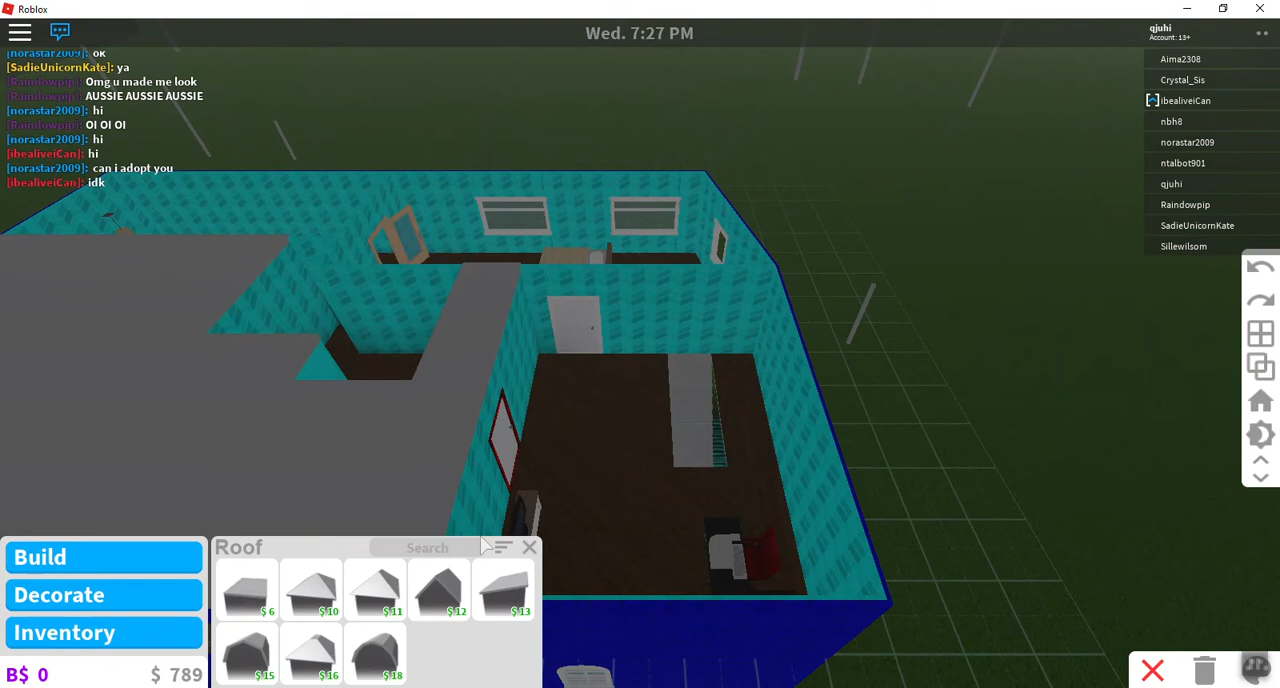 Roblox
Wed. 7:27 PM
qjuhi
Account: 13+
[norastar2009]: ok
[SadieUnicornKate]: ya
[Raindowpip]: Omg u made me look
[Raindowpip]: AUSSIE AUSSIE AUSSIE
[norastar2009]: hi
[Raindowpip]: OI OI OI
[norastar2009]: hi
[ibealiveiCan]: hi
[norastar2009]: can i adopt you
[ibealiveiCan]: idk
Aima2308
Crystal_Sis
ibealiveiCan
nbh8
norastar2009
ntalbot901
qjuhi
Raindowpip
SadieUnicornKate
Sillewilsom
Build
Decorate
Inventory
B$ 0
$ 789
Roof
Search
$ 6
$ 10
$ 11
$ 12
$ 13
$ 15
$ 16
$ 18